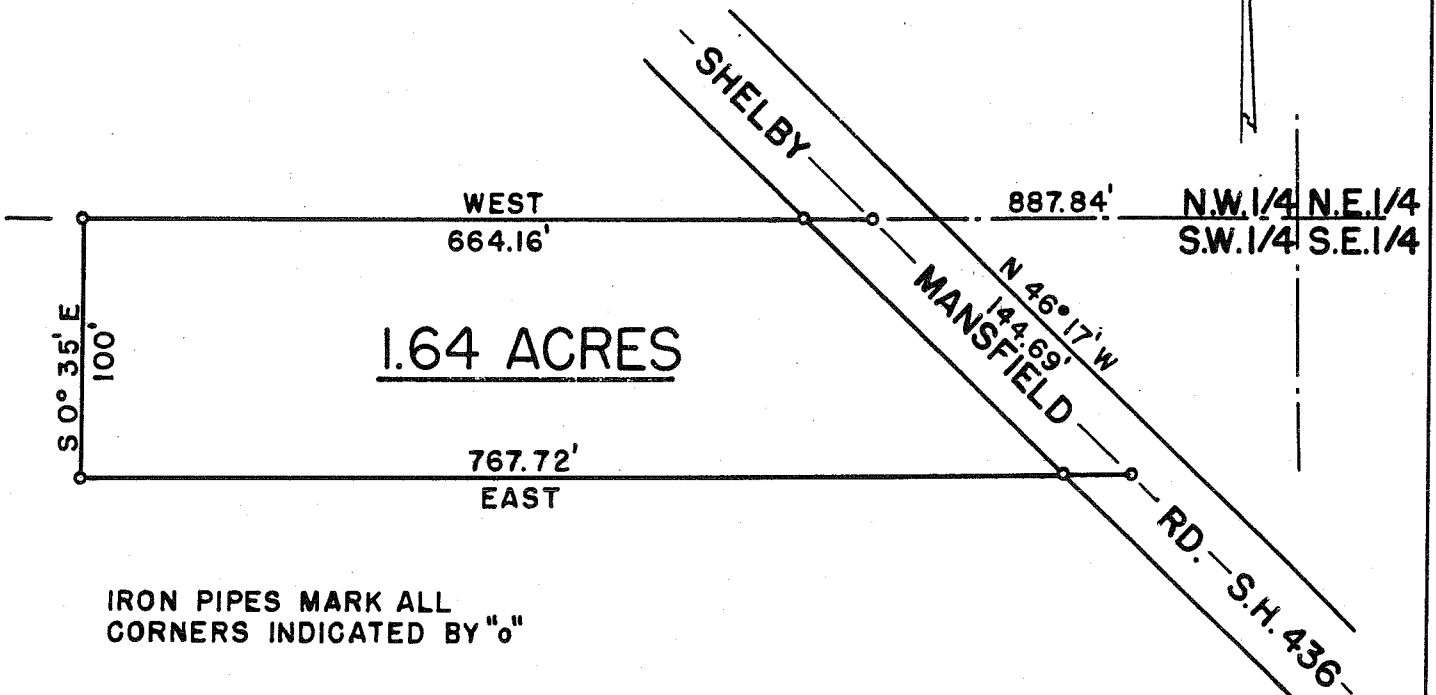 SHELBY
WEST
664.16'
887.84'
N.W.1/4 N.E.1/4
S.W.1/4 S.E.1/4
N 46° 17' W
144.69'
MANSFIELD
S 0° 35' E
100'
1.64 ACRES
767.72'
EAST
RD.
S.H. 436
IRON PIPES MARK ALL
CORNERS INDICATED BY "o"